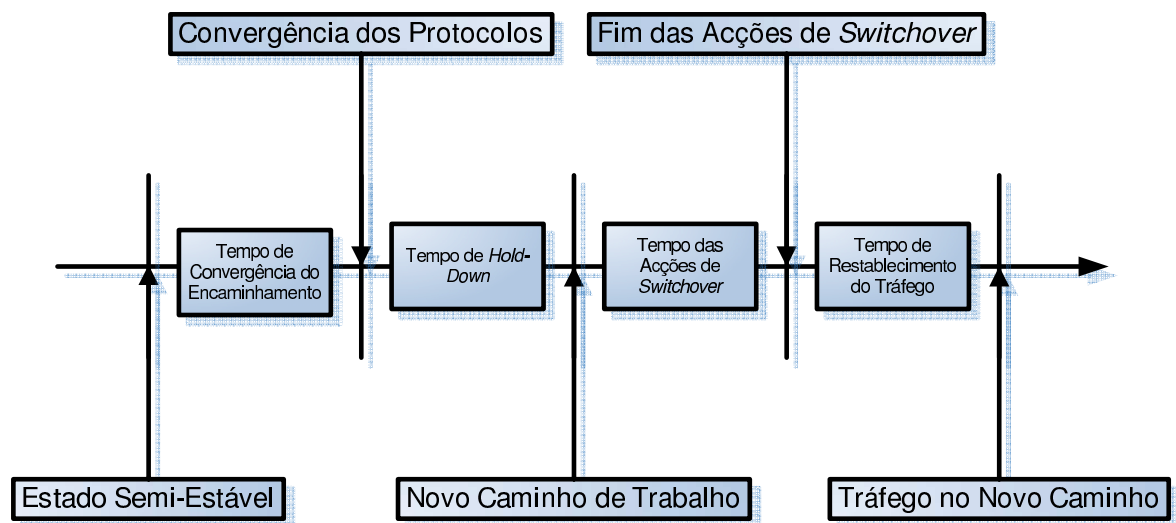 Convergência dos Protocolos
Fim das Acções de Switchover
Tempo de
Convergência do
Encaminhamento
Tempo de Hold-
Down
Tempo das
Acções de
Switchover
Tempo de
Restablecimento
do Tráfego
Estado Semi-Estável
Novo Caminho de Trabalho
Tráfego no Novo Caminho